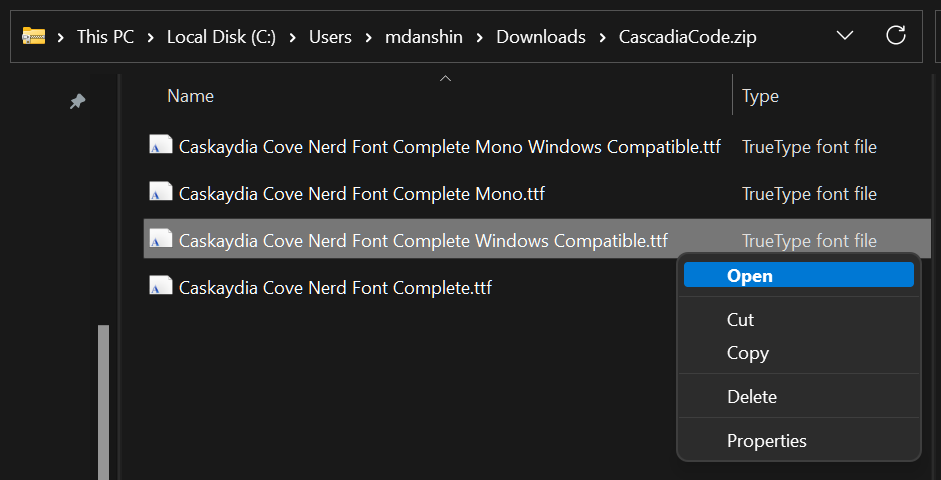 This PC > Local Disk (C:) > Users > mdanshin > Downloads > CascadiaCode.zip
Name Type
Caskaydia Cove Nerd Font Complete Mono Windows Compatible.ttf TrueType font file
Caskaydia Cove Nerd Font Complete Mono.ttf TrueType font file
Caskaydia Cove Nerd Font Complete Windows Compatible.ttf TrueType font file
Caskaydia Cove Nerd Font Complete.ttf
Open
Cut
Copy
Delete
Properties